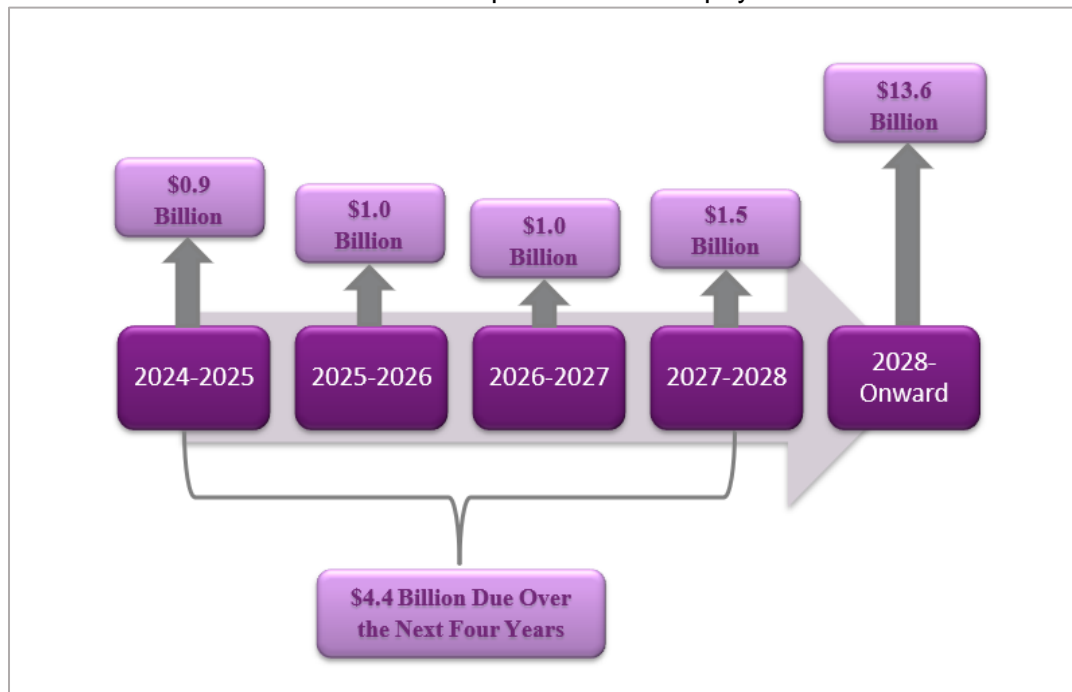 $0.9
Billion
$1.0
Billion
$1.0
Billion
$1.5
Billion
$13.6
Billion
2024-2025
2025-2026
2026-2027
2027-2028
2028-
Onward
$4.4 Billion Due Over
the Next Four Years